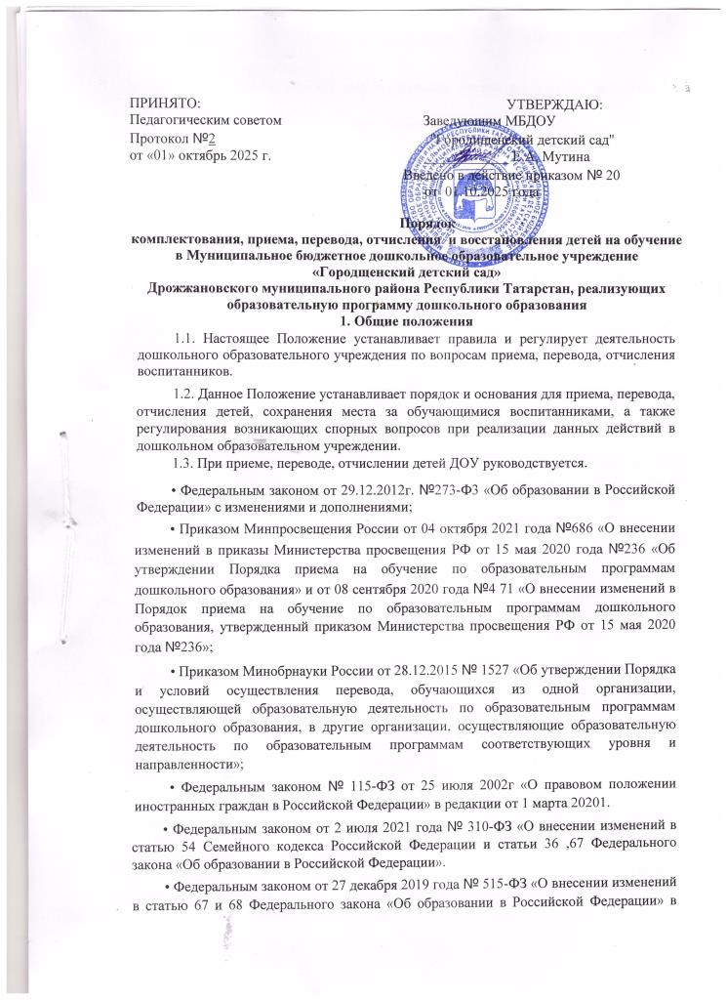 ПРИНЯТО: УТВЕРЖДАЮ:
Педагогическим советом Заведующим МБДОУ
Протокол №2 "Городищенский детский сад"
от «01» октябрь 2025 г. Е.А. Мутина
Введено в действие приказом № 20
от 01.10.2025 года
Порядок
комплектования, приема, перевода, отчисления и восстановления детей на обучение
в Муниципальное бюджетное дошкольное образовательное учреждение
«Городщенский детский сад»
Дрожжановского муниципального района Республики Татарстан, реализующих
образовательную программу дошкольного образования
1. Общие положения
1.1. Настоящее Положение устанавливает правила и регулирует деятельность
дошкольного образовательного учреждения по вопросам приема, перевода, отчисления
воспитанников.
1.2. Данное Положение устанавливает порядок и основания для приема, перевода,
отчисления детей, сохранения места за обучающимися воспитанниками, а также
регулирования возникающих спорных вопросов при реализации данных действий в
дошкольном образовательном учреждении.
1.3. При приеме, переводе, отчислении детей ДОУ руководствуется.
• Федеральным законом от 29.12.2012г. №273-ФЗ «Об образовании в Российской
Федерации» с изменениями и дополнениями;
• Приказом Минпросвещения России от 04 октября 2021 года №686 «О внесении
изменений в приказы Министерства просвещения РФ от 15 мая 2020 года №236 «Об
утверждении Порядка приема на обучение по образовательным программам
дошкольного образования» и от 08 сентября 2020 года №4 71 «О внесении изменений в
Порядок приема на обучение по образовательным программам дошкольного
образования, утвержденный приказом Министерства просвещения РФ от 15 мая 2020
года №236»;
• Приказом Минобрнауки России от 28.12.2015 № 1527 «Об утверждении Порядка
и условий осуществления перевода, обучающихся из одной организации,
осуществляющей образовательную деятельность по образовательным программам
дошкольного образования, в другие организации. осуществляющие образовательную
деятельность по образовательным программам соответствующих уровня и
направленности»;
• Федеральным законом № 115-ФЗ от 25 июля 2002г «О правовом положении
иностранных граждан в Российской Федерации» в редакции от 1 марта 20201.
• Федеральным законом от 2 июля 2021 года № 310-ФЗ «О внесении изменений в
статью 54 Семейного кодекса Российской Федерации и статьи 36 ,67 Федерального
закона «Об образовании в Российской Федерации».
• Федеральным законом от 27 декабря 2019 года № 515-ФЗ «О внесении изменений
в статью 67 и 68 Федерального закона «Об образовании в Российской Федерации» в